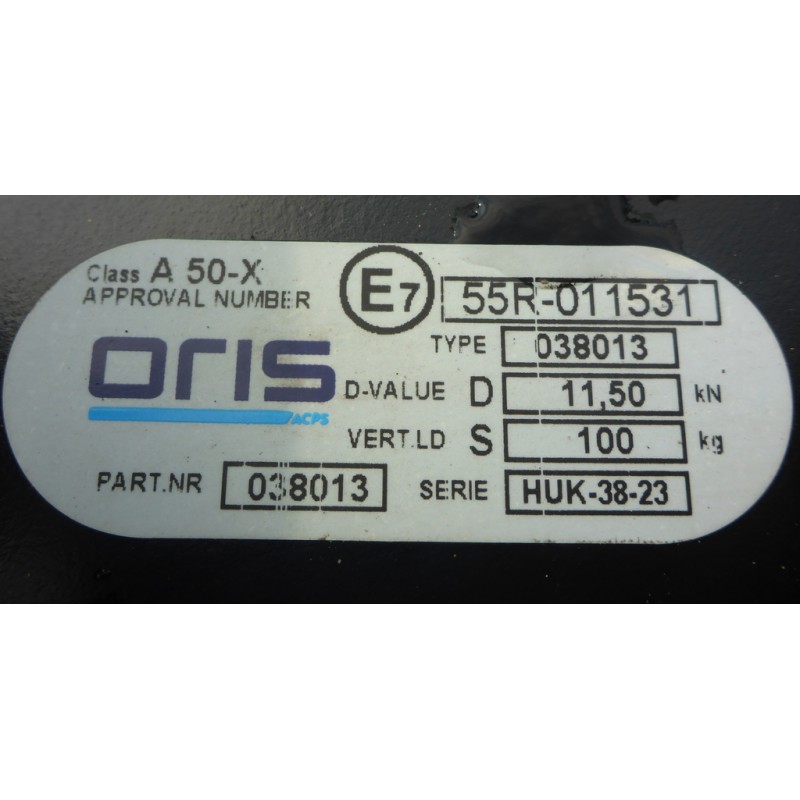 Class A 50-X
APPROVAL NUMBER E7 55R-011531
TYPE 038013
oris
ACPS
D-VALUE D 11,50 kN
VERT.LD S 100 kg
PART.NR 038013 SERIE HUK-38-23